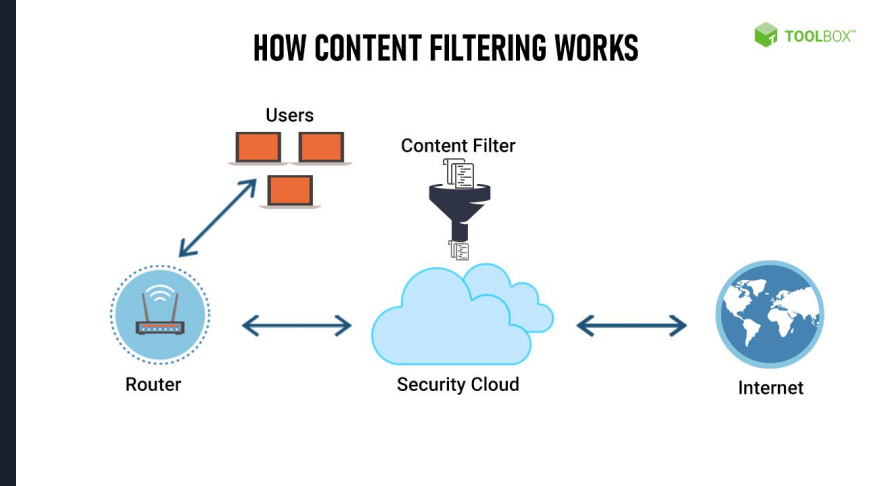 HOW CONTENT FILTERING WORKS
TOOLBOX™
Users
Content Filter
Router
Security Cloud
Internet